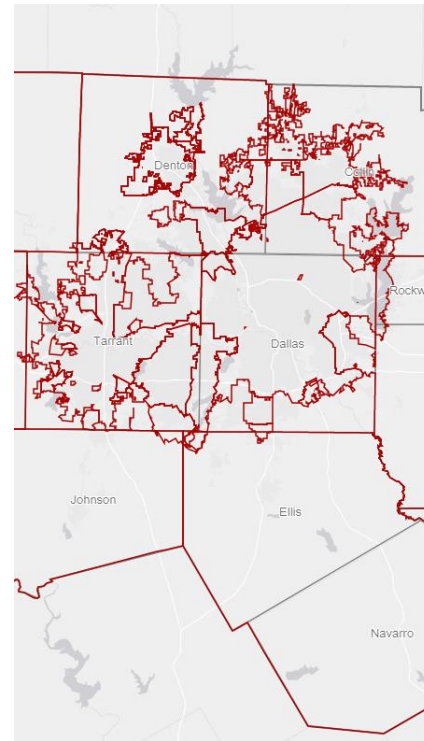 Denton
Collin
Rockw
Tarrant
Dallas
Johnson
Ellis
Navarro